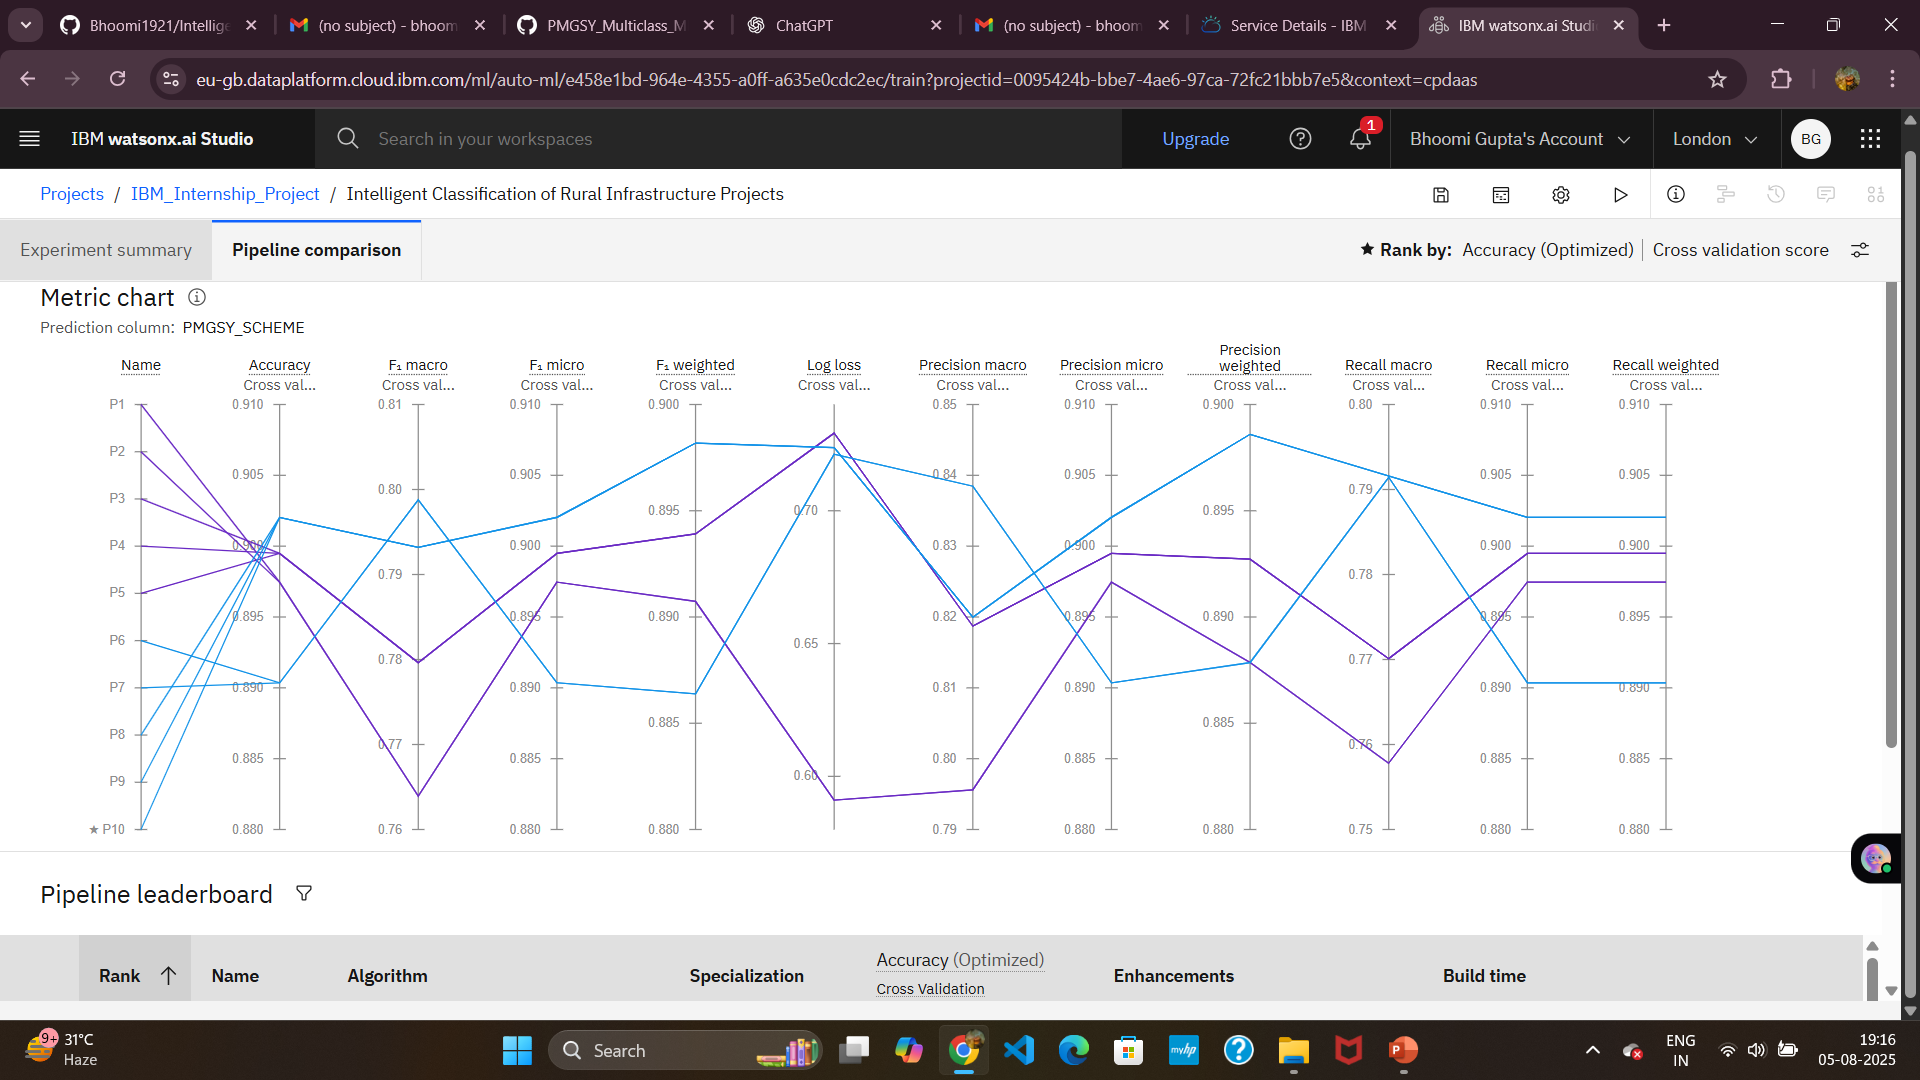 Bhoomi1921/Intellige
(no subject) - bhoom
PMGSY_Multiclass_M
ChatGPT
(no subject) - bhoom
Service Details - IBM
IBM watsonx.ai Studi
eu-gb.dataplatform.cloud.ibm.com/ml/auto-ml/e458e1bd-964e-4355-a0ff-a635e0cdc2ec/train?projectid=0095424b-bbe7-4ae6-97ca-72fc21bbb7e5&context=cpdaas
IBM watsonx.ai Studio
Search in your workspaces
Upgrade
1
Bhoomi Gupta's Account
London
BG
Projects / IBM_Internship_Project / Intelligent Classification of Rural Infrastructure Projects
Experiment summary
Pipeline comparison
★ Rank by: Accuracy (Optimized) | Cross validation score
Metric chart
Prediction column: PMGSY_SCHEME
Name
Accuracy
Cross val...
F₁ macro
Cross val...
F₁ micro
Cross val...
F₁ weighted
Cross val...
Log loss
Cross val...
Precision macro
Cross val...
Precision micro
Cross val...
Precision
weighted
Cross val...
Recall macro
Cross val...
Recall micro
Cross val...
Recall weighted
Cross val...
P1
P2
P3
P4
P5
P6
P7
P8
P9
★ P10
0.910
0.905
0.900
0.895
0.890
0.885
0.880
0.81
0.80
0.79
0.78
0.77
0.76
0.910
0.905
0.900
0.895
0.890
0.885
0.880
0.900
0.895
0.890
0.885
0.880
0.70
0.65
0.60
0.85
0.84
0.83
0.82
0.81
0.80
0.79
0.910
0.905
0.900
0.895
0.890
0.885
0.880
0.900
0.895
0.890
0.885
0.880
0.80
0.79
0.78
0.77
0.76
0.75
0.910
0.905
0.900
0.895
0.890
0.885
0.880
0.910
0.905
0.900
0.895
0.890
0.885
0.880
Pipeline leaderboard
Rank
Name
Algorithm
Specialization
Accuracy (Optimized)
Cross Validation
Enhancements
Build time
9+
31°C
Haze
Search
myhp
P
ENG
IN
19:16
05-08-2025